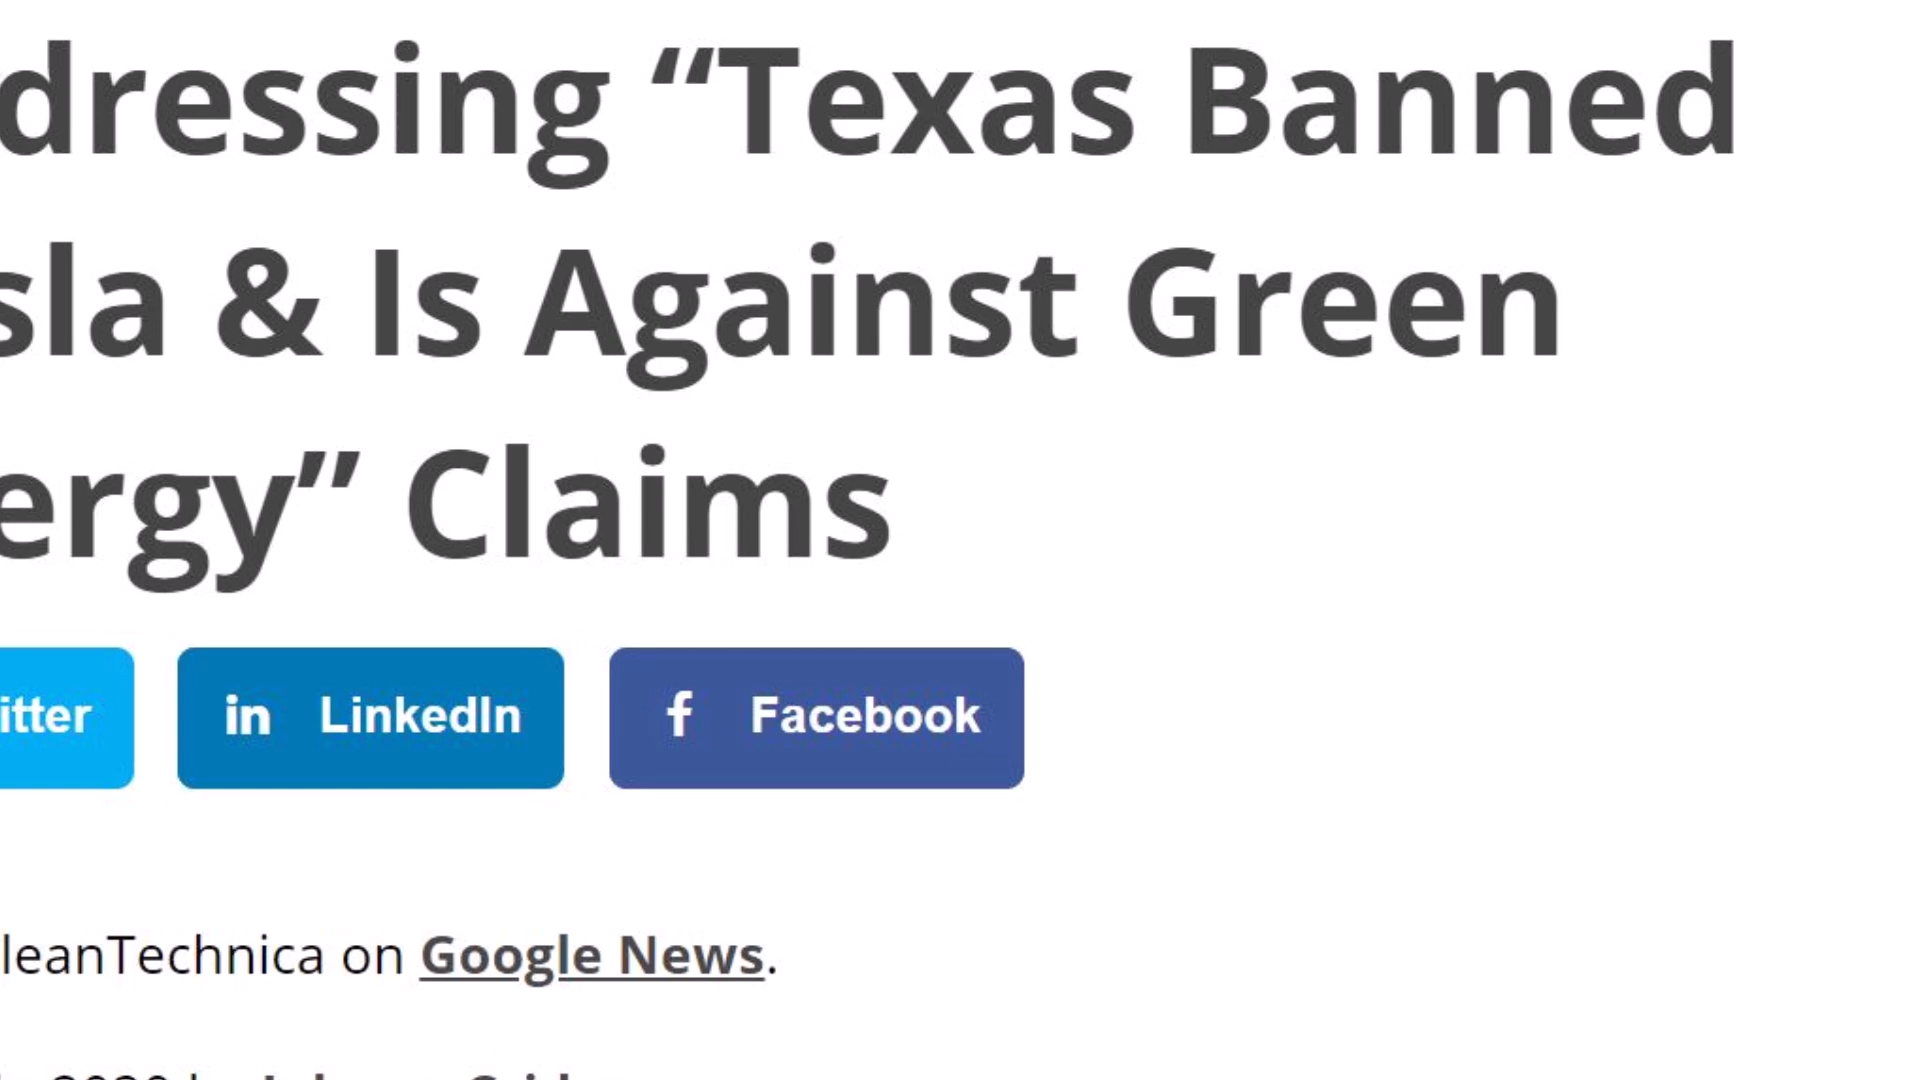 dressing “Texas Banned
sla & Is Against Green
ergy” Claims
itter in LinkedIn f Facebook
leanTechnica on Google News.